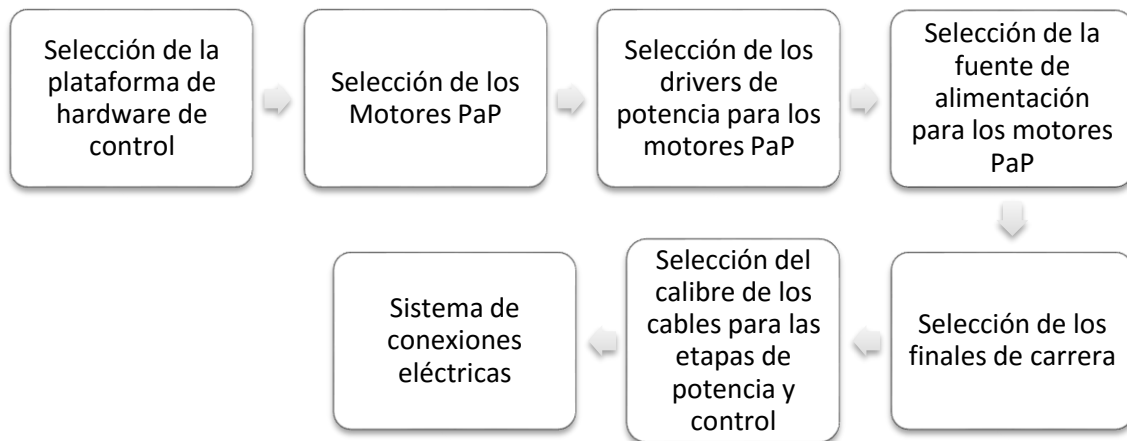 Selección de la
plataforma de
hardware de
control
Selección de los
Motores PaP
Selección de los
drivers de
potencia para los
motores PaP
Selección de la
fuente de
alimentación
para los motores
PaP
Selección de los
finales de carrera
Selección del
calibre de los
cables para las
etapas de
potencia y
control
Sistema de
conexiones
eléctricas